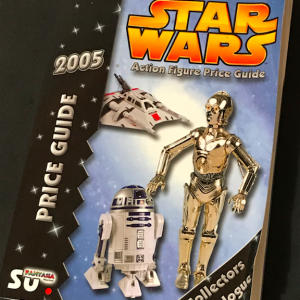 STAR
WARS
Action Figure Price Guide
2005
PRICE GUIDE
FANTASIA
Collectors